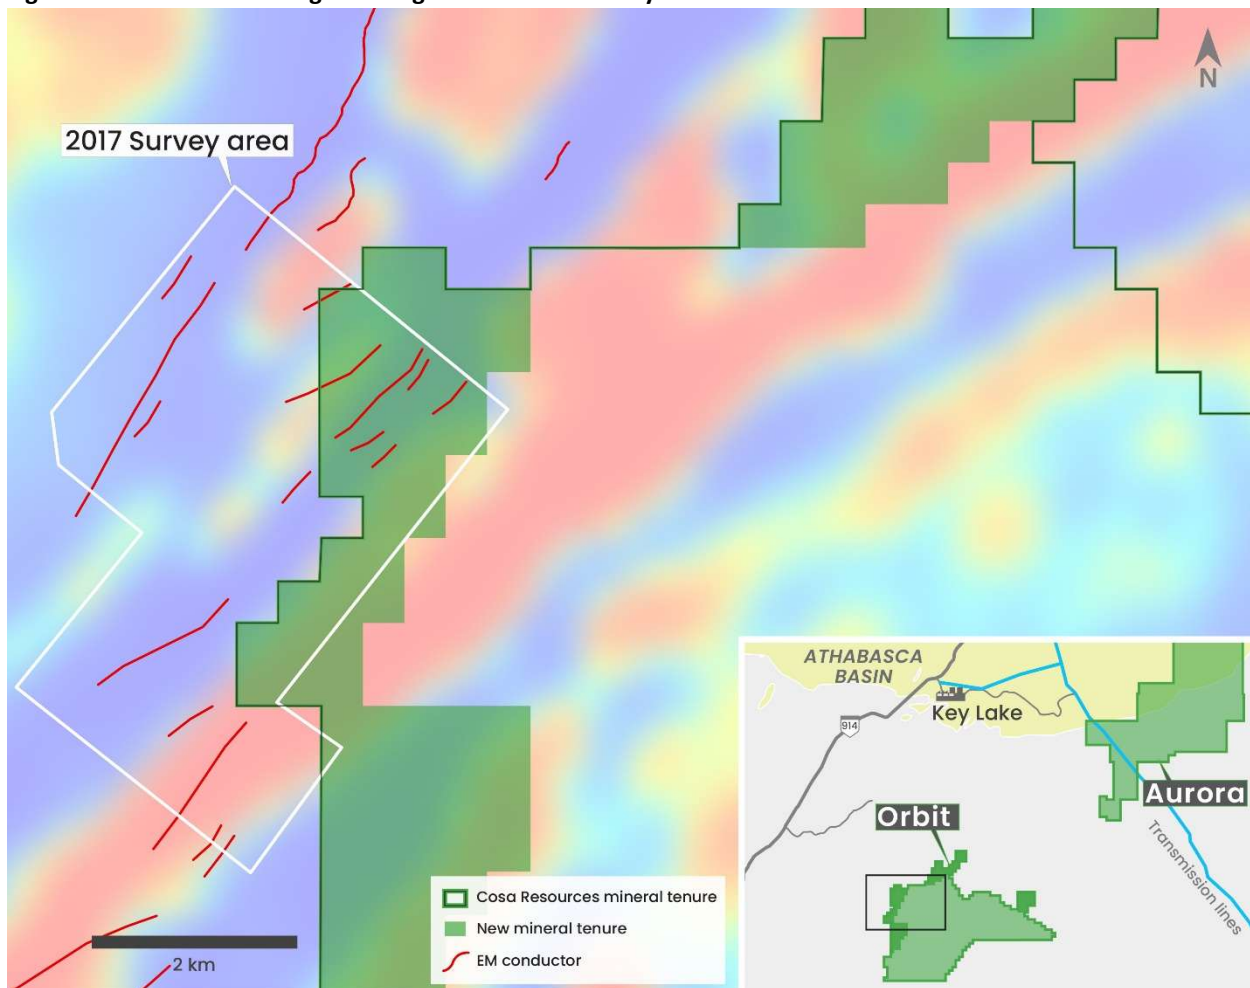 N
2017 Survey area
ATHABASCA
BASIN
Key Lake
914
Aurora
Orbit
Transmission lines
Cosa Resources mineral tenure
New mineral tenure
EM conductor
2 km